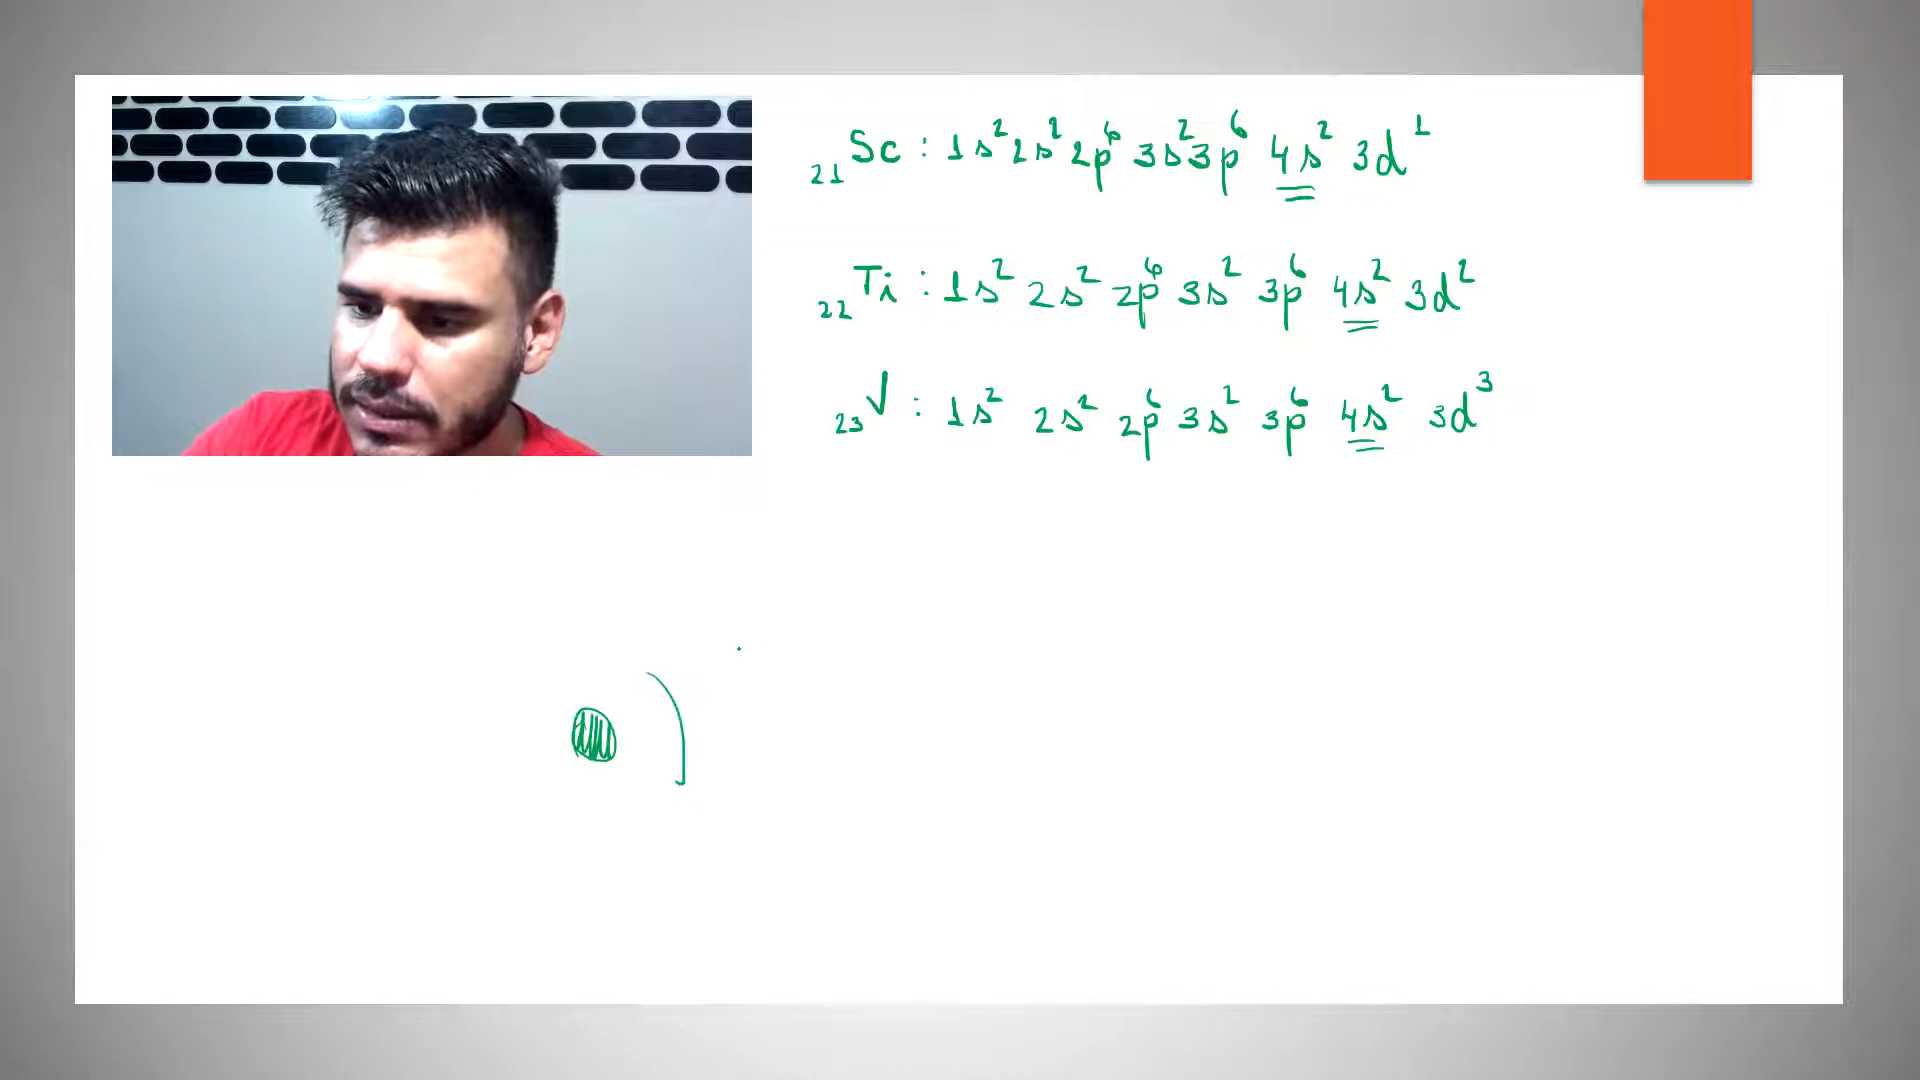 ₂₁Sc : 1s² 2s² 2p⁶ 3s² 3p⁶ 4s² 3d¹
₂₂Ti : 1s² 2s² 2p⁶ 3s² 3p⁶ 4s² 3d²
₂₃V : 1s² 2s² 2p⁶ 3s² 3p⁶ 4s² 3d³